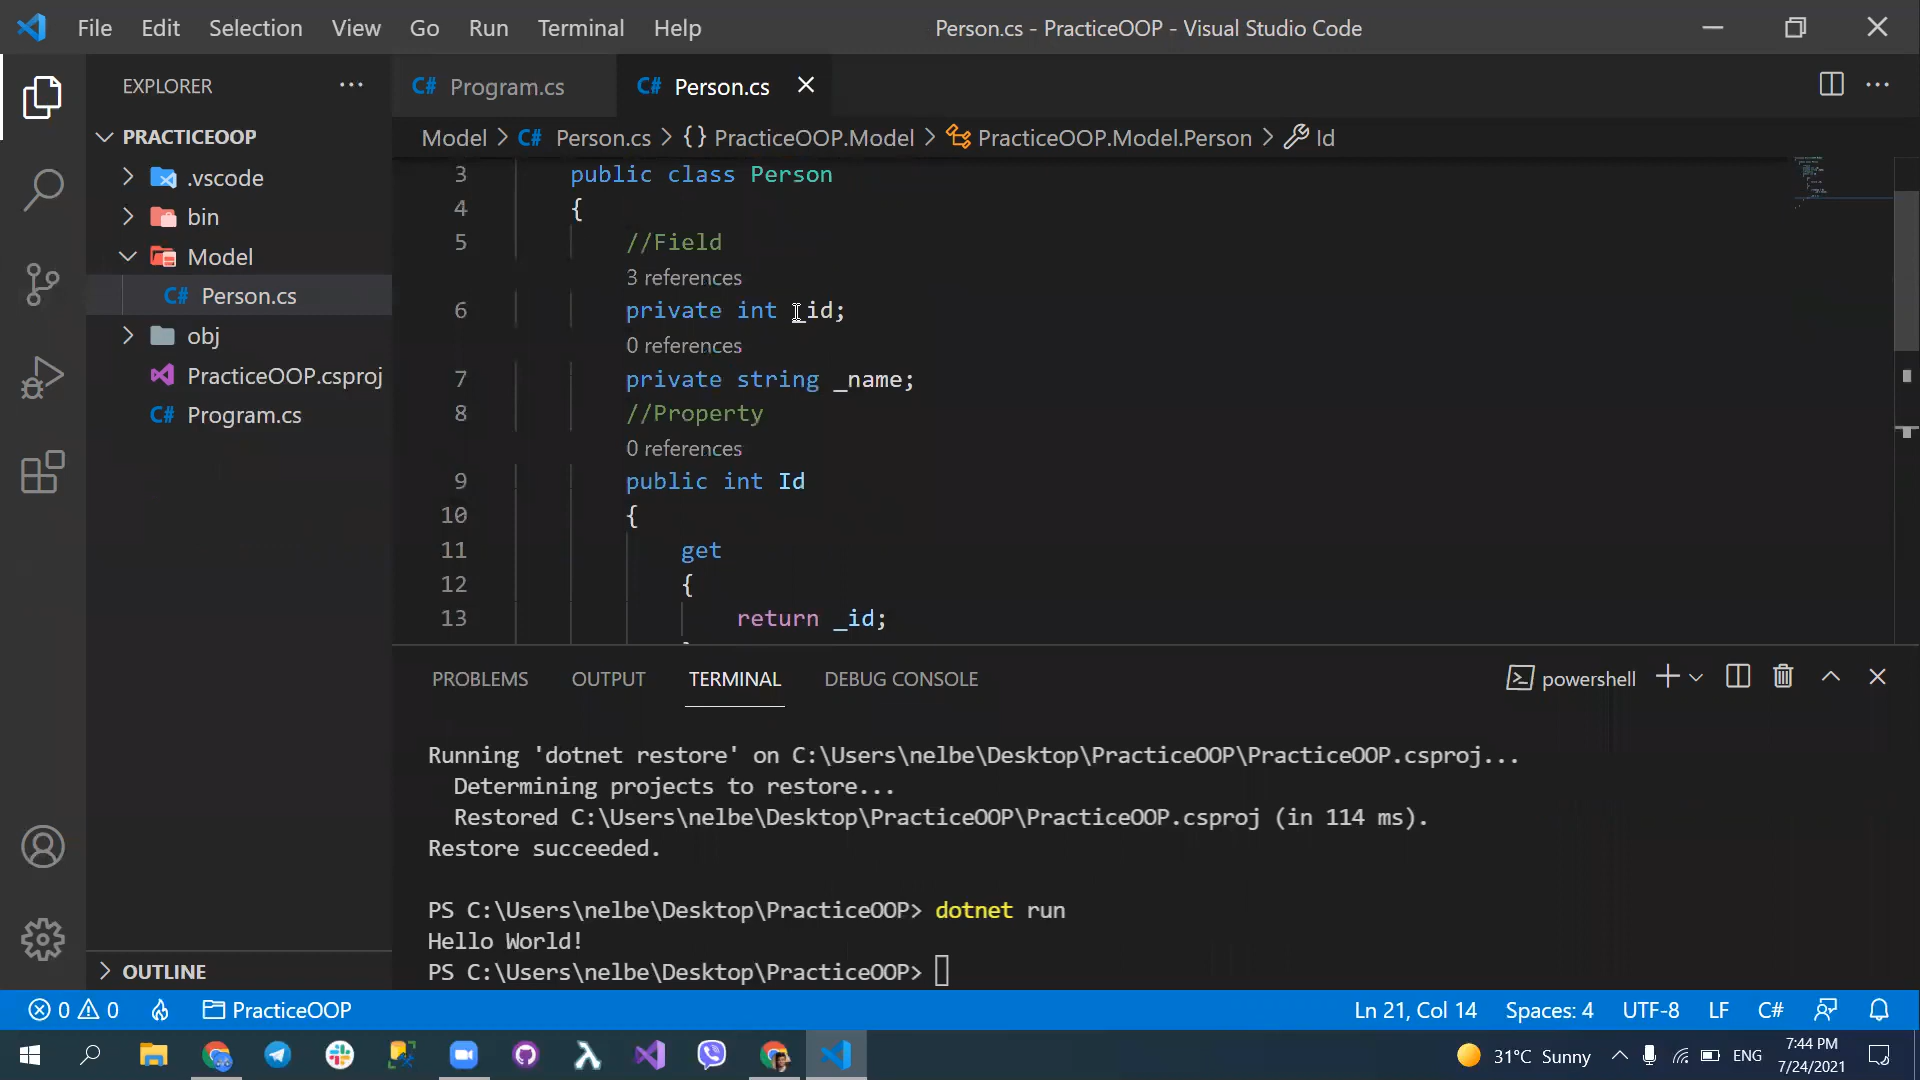 File Edit Selection View Go Run Terminal Help
Person.cs - PracticeOOP - Visual Studio Code
EXPLORER
PRACTICEOOP
.vscode
bin
Model
C# Person.cs
obj
PracticeOOP.csproj
C# Program.cs
OUTLINE
C# Program.cs
C# Person.cs
Model > C# Person.cs > {} PracticeOOP.Model > PracticeOOP.Model.Person > Id
3 public class Person
4 {
5 //Field
3 references
6 private int _id;
0 references
7 private string _name;
8 //Property
0 references
9 public int Id
10 {
11 get
12 {
13 return _id;
PROBLEMS OUTPUT TERMINAL DEBUG CONSOLE
powershell
Running 'dotnet restore' on C:\Users\nelbe\Desktop\PracticeOOP\PracticeOOP.csproj...
Determining projects to restore...
Restored C:\Users\nelbe\Desktop\PracticeOOP\PracticeOOP.csproj (in 114 ms).
Restore succeeded.
PS C:\Users\nelbe\Desktop\PracticeOOP> dotnet run
Hello World!
PS C:\Users\nelbe\Desktop\PracticeOOP>
0 0 PracticeOOP
Ln 21, Col 14 Spaces: 4 UTF-8 LF C#
31°C Sunny ENG
7:44 PM
7/24/2021